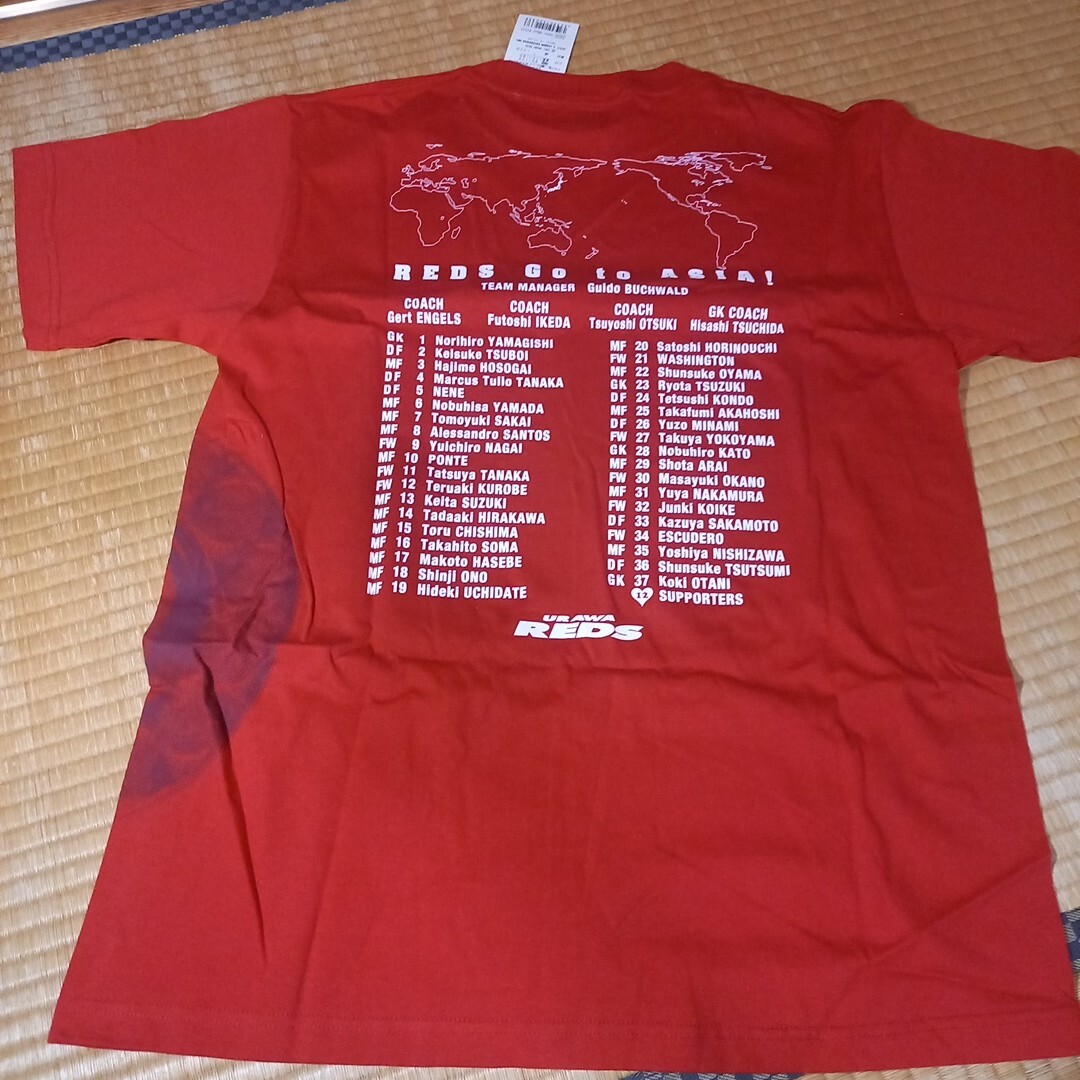 REDS Go to ASIA!
TEAM MANAGER Guido BUCHWALD
COACH COACH COACH GK COACH
Gert ENGELS Futoshi IKEDA Tsuyoshi OTSUKI Hisashi TSUCHIDA
GK 1 Norihiro YAMAGISHI
DF 2 Keisuke TSUBOI
MF 3 Hajime HOSOGAI
DF 4 Marcus Tulio TANAKA
DF 5 NENE
MF 6 Nobuhisa YAMADA
MF 7 Tomoyuki SAKAI
MF 8 Alessandro SANTOS
FW 9 Yuichiro NAGAI
MF 10 PONTE
FW 11 Tatsuya TANAKA
FW 12 Teruaki KUROBE
MF 13 Keita SUZUKI
MF 14 Tadaaki HIRAKAWA
MF 15 Toru CHISHIMA
MF 16 Takahito SOMA
MF 17 Makoto HASEBE
MF 18 Shinji ONO
MF 19 Hideki UCHIDATE
MF 20 Satoshi HORINOUCHI
FW 21 WASHINGTON
MF 22 Shunsuke OYAMA
GK 23 Ryota TSUZUKI
DF 24 Tetsushi KONDO
MF 25 Takafumi AKAHOSHI
DF 26 Yuzo MINAMI
FW 27 Takuya YOKOYAMA
GK 28 Nobuhiro KATO
MF 29 Shota ARAI
FW 30 Masayuki OKANO
MF 31 Yuya NAKAMURA
FW 32 Junki KOIKE
DF 33 Kazuya SAKAMOTO
FW 34 ESCUDERO
MF 35 Yoshiya NISHIZAWA
DF 36 Shunsuke TSUTSUMI
GK 37 Koki OTANI
12 SUPPORTERS
URAWA
REDS